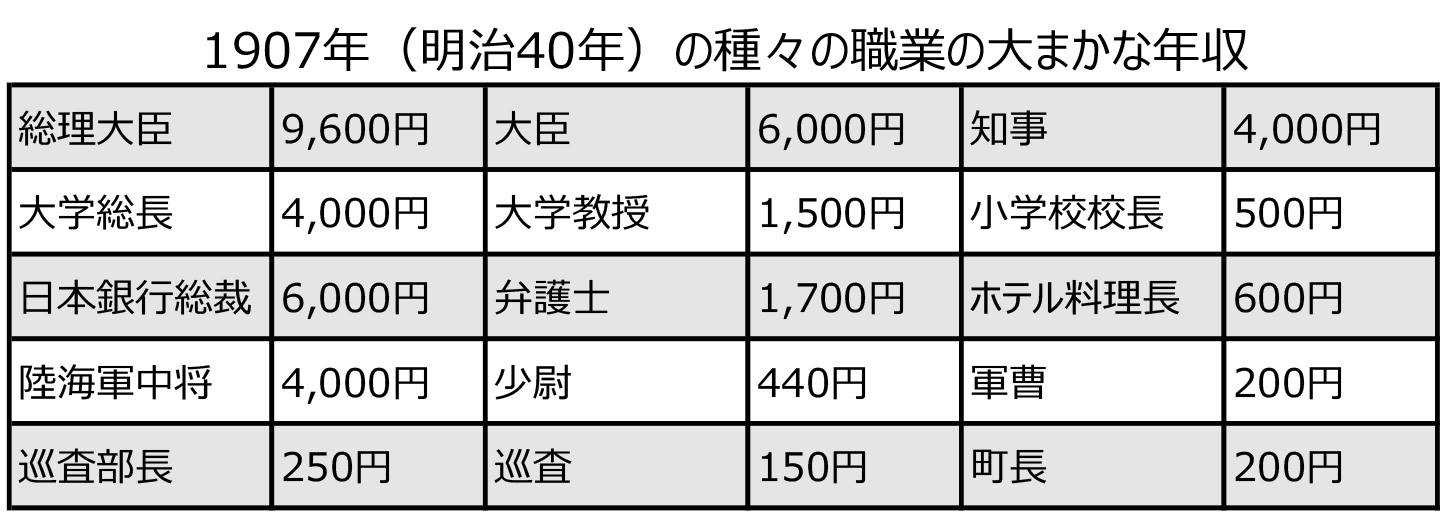 1907年（明治40年）の種々の職業の大まかな年収
総理大臣 9,600円 大臣 6,000円 知事 4,000円
大学総長 4,000円 大学教授 1,500円 小学校校長 500円
日本銀行総裁 6,000円 弁護士 1,700円 ホテル料理長 600円
陸海軍中将 4,000円 少尉 440円 軍曹 200円
巡査部長 250円 巡査 150円 町長 200円